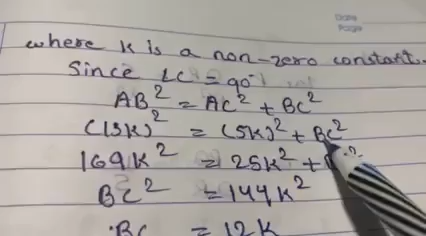 Date
Page
where K is a non-zero constant.
Since ∠C = 90°
AB² = AC² + BC²
(13K)² = (5K)² + BC²
169K² = 25K² +
BC² = 144K²
BC = 12K